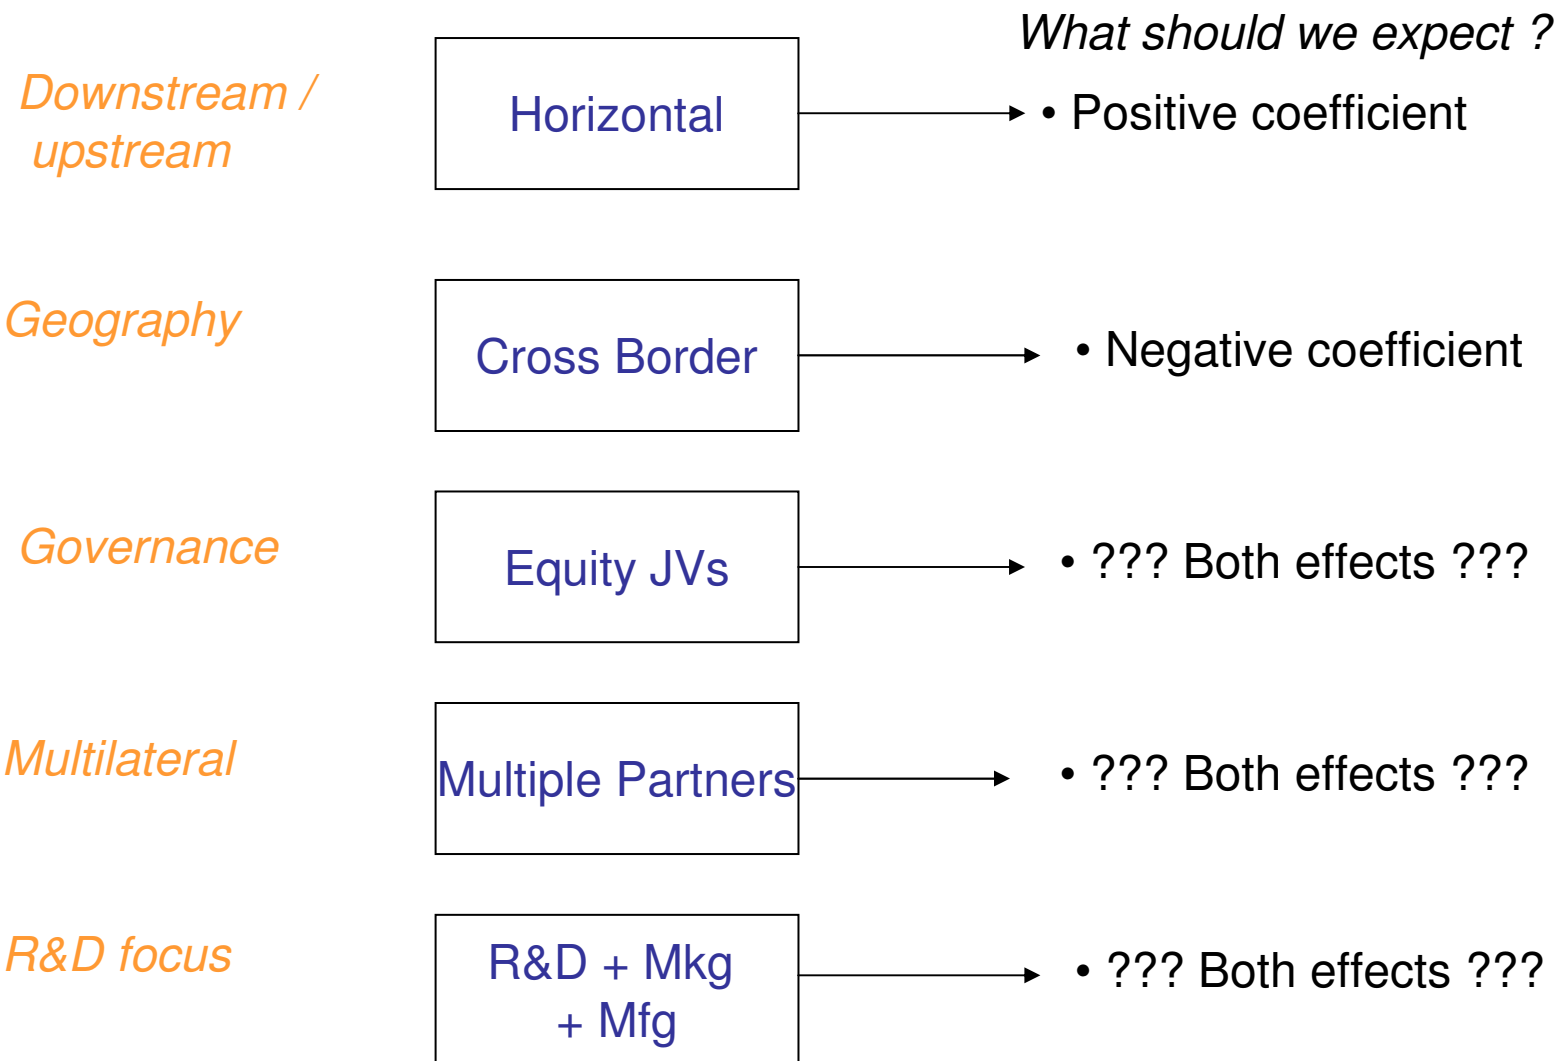 What should we expect ?
Downstream /
upstream
Horizontal
• Positive coefficient
Geography
Cross Border
• Negative coefficient
Governance
Equity JVs
• ??? Both effects ???
Multilateral
Multiple Partners
• ??? Both effects ???
R&D focus
R&D + Mkg
+ Mfg
• ??? Both effects ???